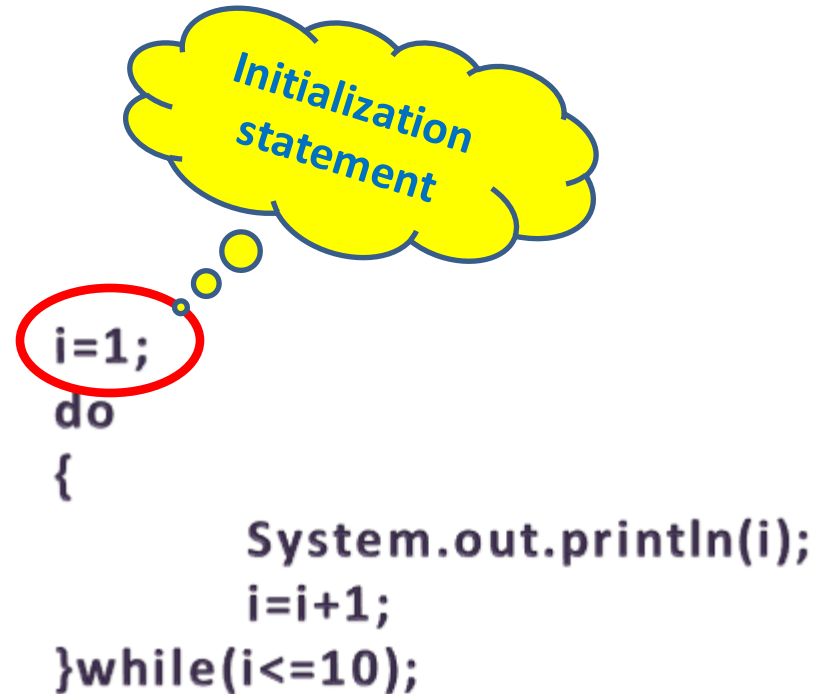 Initialization
statement
i=1;
do
{
System.out.println(i);
i=i+1;
}while(i<=10);